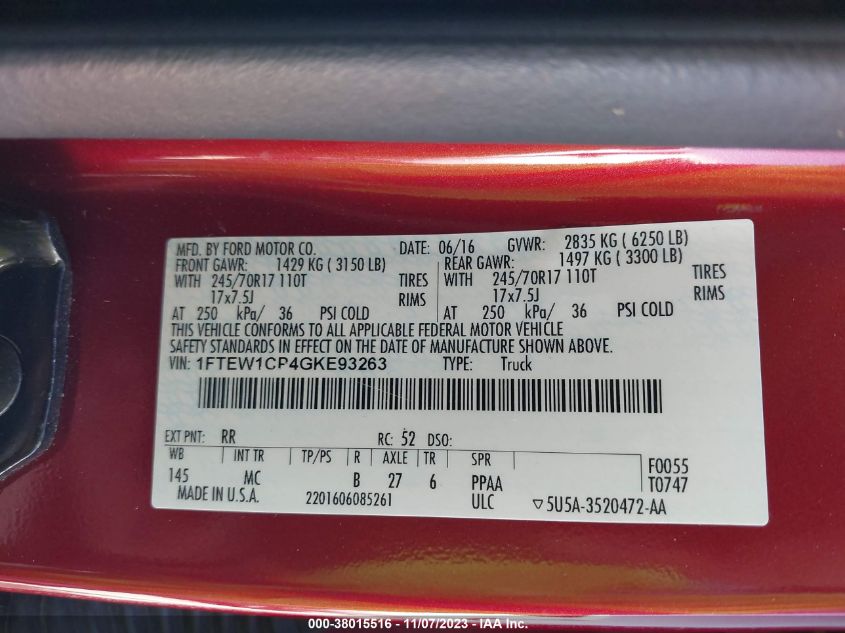 MFD. BY FORD MOTOR CO. DATE: 06/16 GVWR: 2835 KG ( 6250 LB)
FRONT GAWR: 1429 KG ( 3150 LB) REAR GAWR: 1497 KG ( 3300 LB)
WITH 245/70R17 110T TIRES WITH 245/70R17 110T TIRES
17x7.5J RIMS 17x7.5J RIMS
AT 250 kPa/ 36 PSI COLD AT 250 kPa/ 36 PSI COLD
THIS VEHICLE CONFORMS TO ALL APPLICABLE FEDERAL MOTOR VEHICLE
SAFETY STANDARDS IN EFFECT ON THE DATE OF MANUFACTURE SHOWN ABOVE.
VIN: 1FTEW1CP4GKE93263 TYPE: Truck
EXT PNT: RR RC: 52 DSO:
WB INT TR TP/PS R AXLE TR SPR F0055
145 MC B 27 6 PPAA T0747
MADE IN U.S.A. 2201606085261 ULC ▽5U5A-3520472-AA
000-38015516 - 11/07/2023 - IAA Inc.